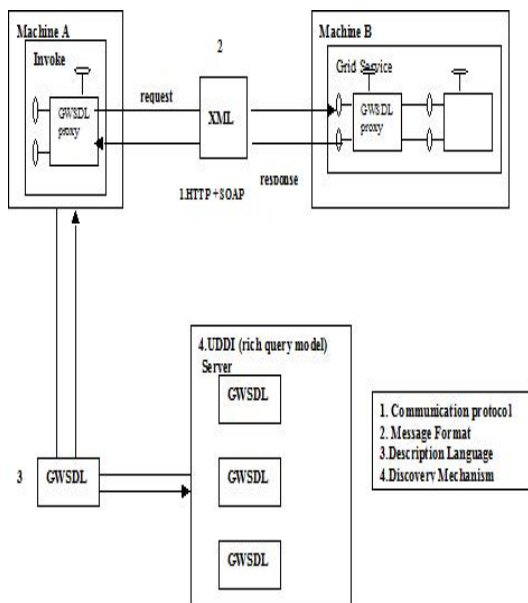 Machine A
Invoke
GWSDL
proxy
request
2
XML
1.HTTP+SOAP
response
Machine B
Grid Service
GWSDL
proxy
4.UDDI (rich query model)
Server
GWSDL
GWSDL
GWSDL
3
GWSDL
1. Communication protocol
2. Message Format
3.Description Language
4.Discovery Mechanism